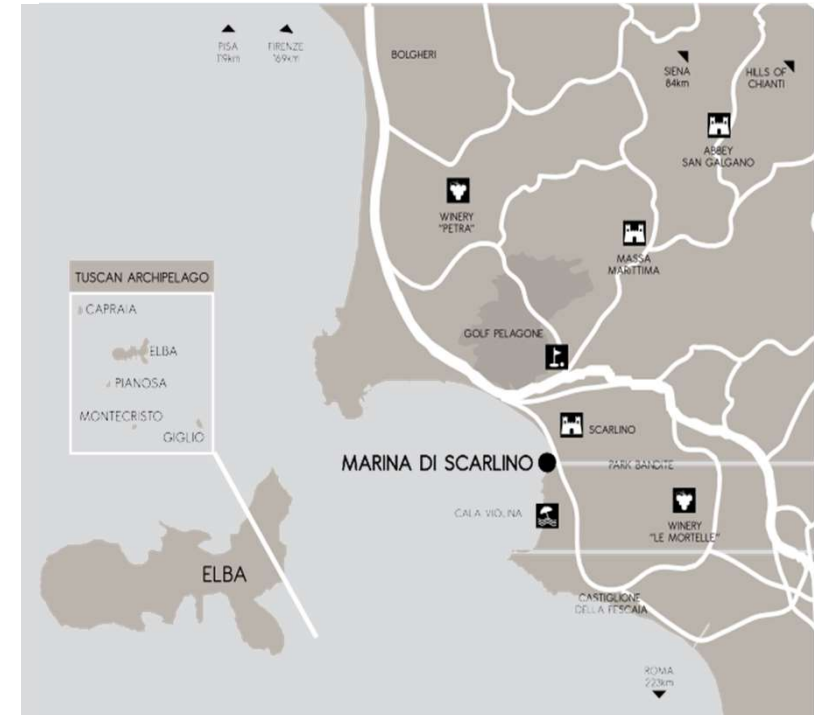 PISA
119km
FIRENZE
169km
BOLGHERI
SIENA
84km
HILLS OF
CHIANTI
ABBEY
SAN GALGANO
WINERY
"PETRA"
MASSA
MARITTIMA
TUSCAN ARCHIPELAGO
CAPRAIA
ELBA
PIANOSA
MONTECRISTO
GIGLIO
GOLF PELAGONE
SCARLINO
MARINA DI SCARLINO
PARK BANDITE
CALA VIOLINA
WINERY
"LE MORTELLE"
ELBA
CASTIGLIONE
DELLA PESCAIA
ROMA
223km